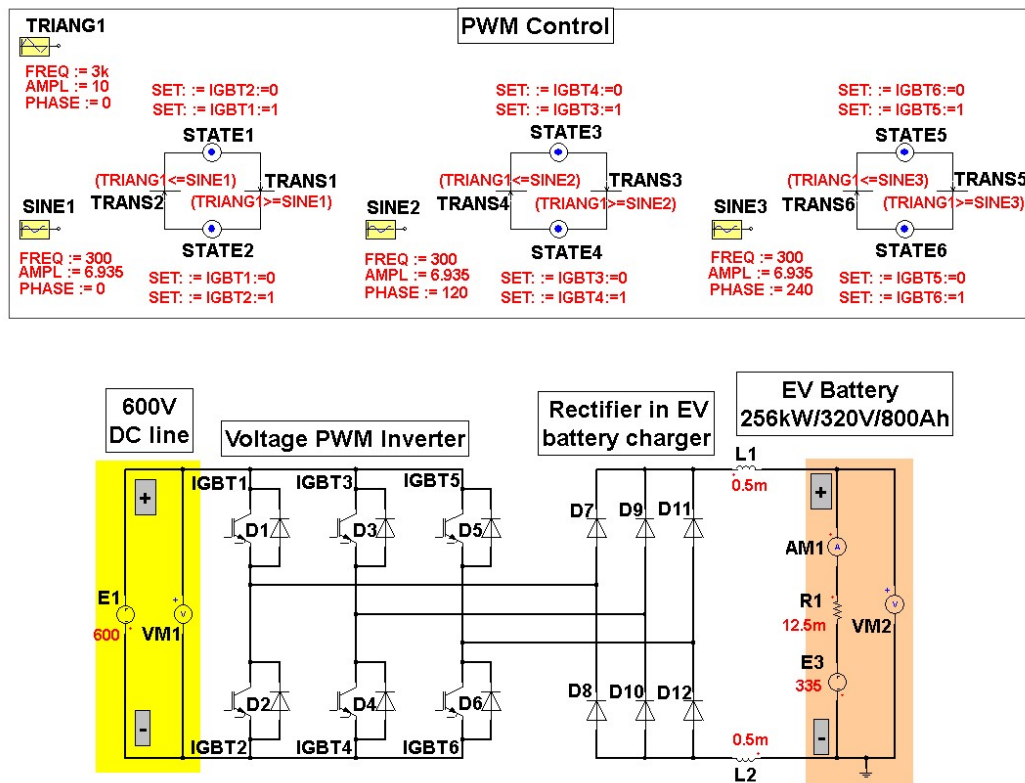 TRIANG1
PWM Control
FREQ := 3k
AMPL := 10
PHASE := 0
SET: := IGBT2:=0
SET: := IGBT1:=1
STATE1
(TRIANG1<=SINE1)
TRANS1
TRANS2
(TRIANG1>=SINE1)
SINE1
STATE2
FREQ := 300
AMPL := 6.935
PHASE := 0
SET: := IGBT1:=0
SET: := IGBT2:=1
SET: := IGBT4:=0
SET: := IGBT3:=1
STATE3
(TRIANG1<=SINE2)
TRANS3
TRANS4
(TRIANG1>=SINE2)
SINE2
STATE4
FREQ := 300
AMPL := 6.935
PHASE := 120
SET: := IGBT3:=0
SET: := IGBT4:=1
SET: := IGBT6:=0
SET: := IGBT5:=1
STATE5
(TRIANG1<=SINE3)
TRANS5
TRANS6
(TRIANG1>=SINE3)
SINE3
STATE6
FREQ := 300
AMPL := 6.935
PHASE := 240
SET: := IGBT5:=0
SET: := IGBT6:=1
600V
DC line
Voltage PWM Inverter
Rectifier in EV
battery charger
EV Battery
256kW/320V/800Ah
IGBT1
IGBT3
IGBT5
L1
0.5m
+
+
D1
D3
D5
D7
D9
D11
AM1
A
E1
600
VM1
+
V
R1
12.5m
VM2
+
V
E3
335
D2
D4
D6
D8
D10
D12
-
-
IGBT2
IGBT4
IGBT6
0.5m
L2